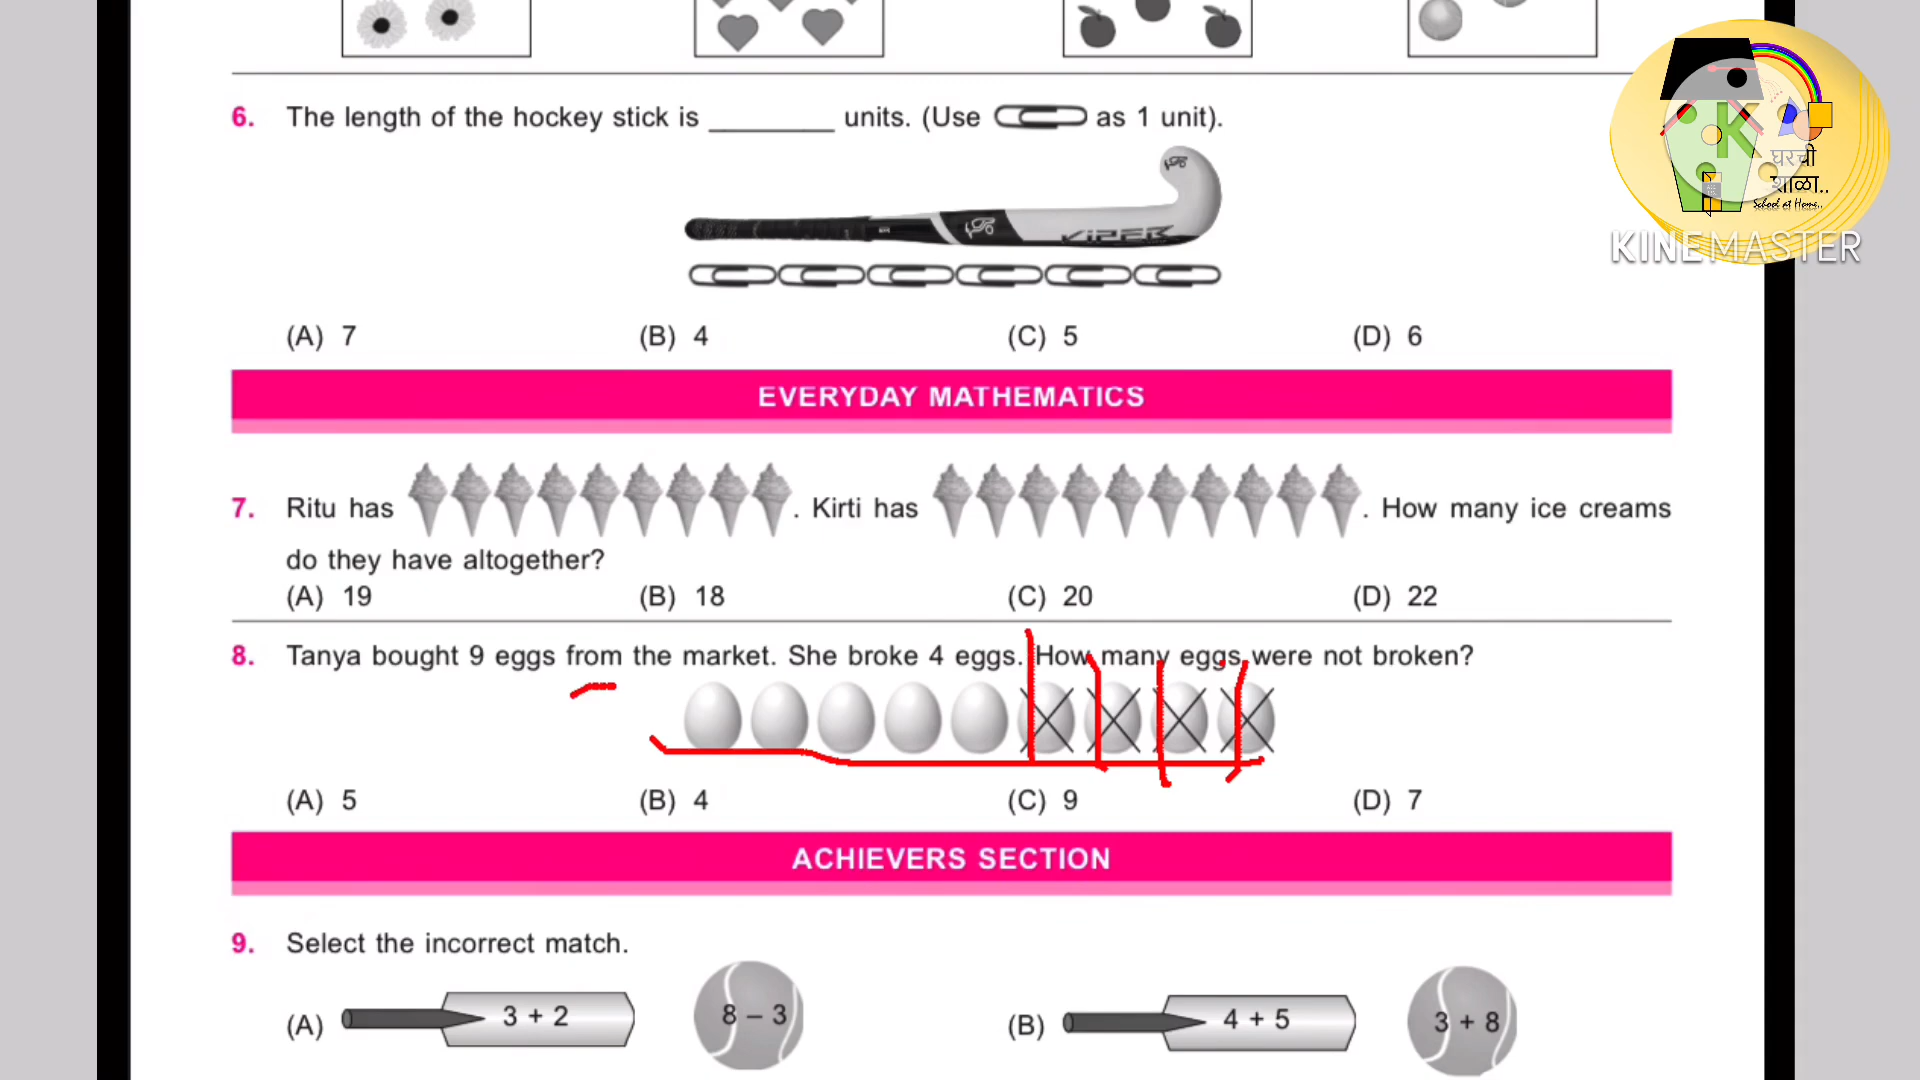 6. The length of the hockey stick is ________ units. (Use as 1 unit).
VIPER
(A) 7 (B) 4 (C) 5 (D) 6
EVERYDAY MATHEMATICS
7. Ritu has . Kirti has . How many ice creams
do they have altogether?
(A) 19 (B) 18 (C) 20 (D) 22
8. Tanya bought 9 eggs from the market. She broke 4 eggs. How many eggs were not broken?
(A) 5 (B) 4 (C) 9 (D) 7
ACHIEVERS SECTION
9. Select the incorrect match.
(A) 3 + 2 8 – 3 (B) 4 + 5 3 + 8
K
घरची
शाळा..
School at Home..
KINEMASTER